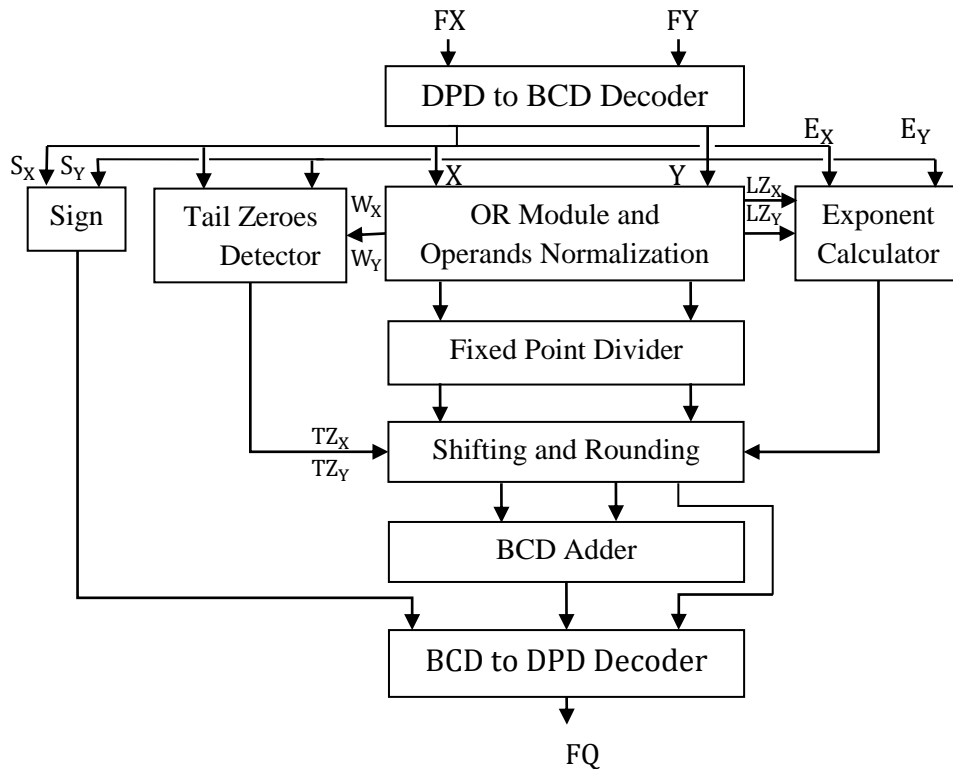 FX FY
DPD to BCD Decoder
S_X S_Y E_X E_Y
X Y
Sign
Tail Zeroes
Detector
W_X
W_Y
OR Module and
Operands Normalization
LZ_X
LZ_Y
Exponent
Calculator
Fixed Point Divider
TZ_X
TZ_Y
Shifting and Rounding
BCD Adder
BCD to DPD Decoder
FQ